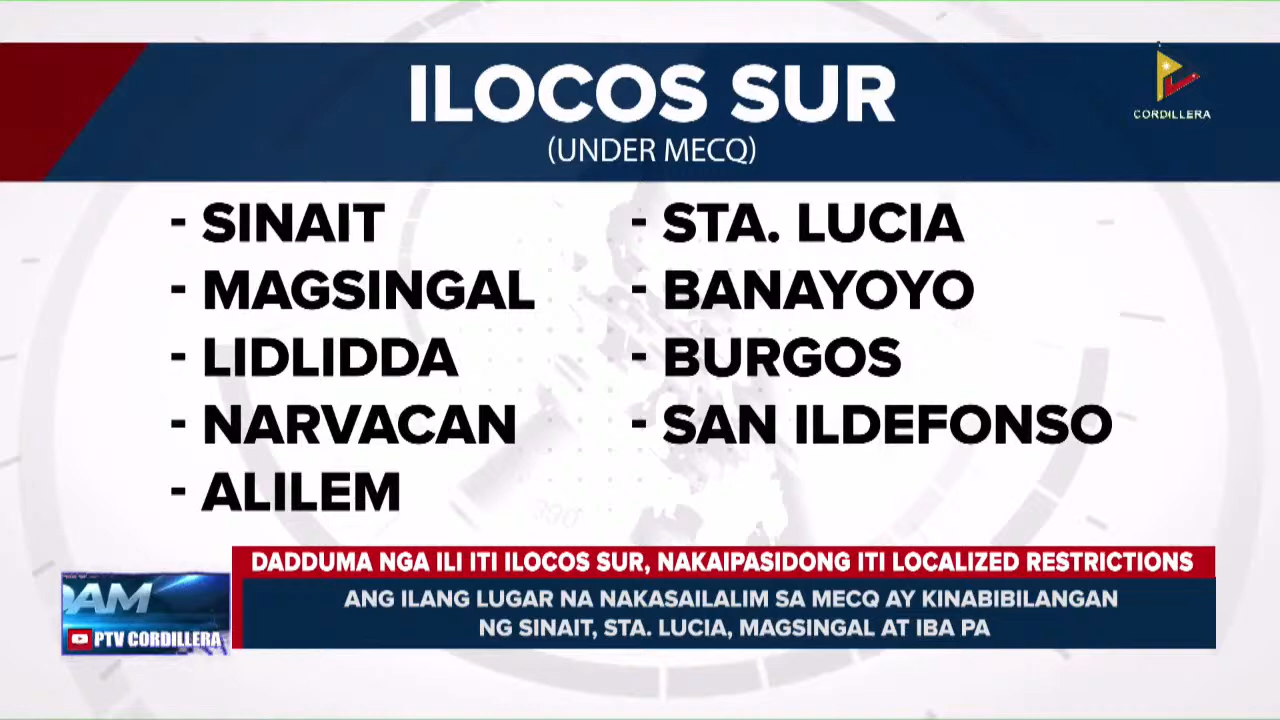 ILOCOS SUR
(UNDER MECQ)
CORDILLERA
- SINAIT
- MAGSINGAL
- LIDLIDDA
- NARVACAN
- ALILEM
- STA. LUCIA
- BANAYOYO
- BURGOS
- SAN ILDEFONSO
DADDUMA NGA ILI ITI ILOCOS SUR, NAKAIPASIDONG ITI LOCALIZED RESTRICTIONS
ANG ILANG LUGAR NA NAKASAILALIM SA MECQ AY KINABIBILANGAN
NG SINAIT, STA. LUCIA, MAGSINGAL AT IBA PA
PTV CORDILLERA